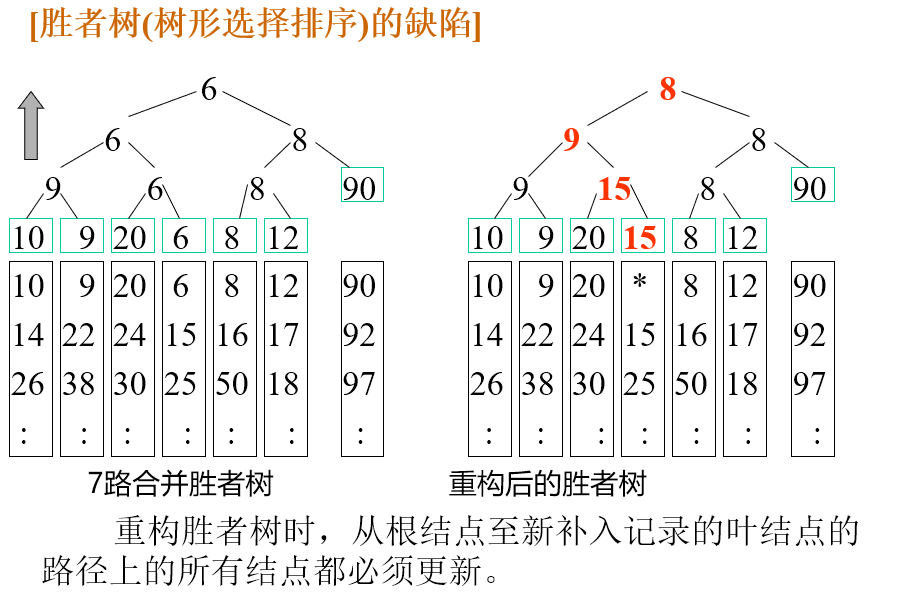 [胜者树(树形选择排序)的缺陷]
6 8
6 8 9 8
9 6 8 90 9 15 8 90
10 9 20 6 8 12 10 9 20 15 8 12
10 9 20 6 8 12 90 10 9 20 * 8 12 90
14 22 24 15 16 17 92 14 22 24 15 16 17 92
26 38 30 25 50 18 97 26 38 30 25 50 18 97
: : : : : : : : : : : : : :
7路合并胜者树 重构后的胜者树
重构胜者树时，从根结点至新补入记录的叶结点的
路径上的所有结点都必须更新。